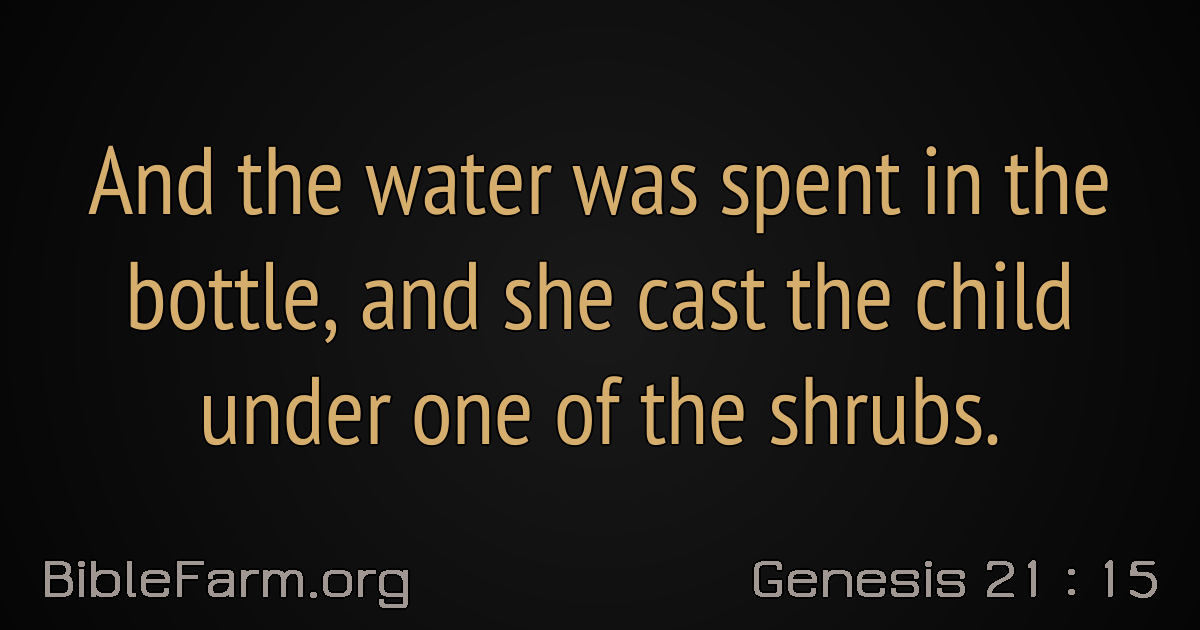 And the water was spent in the
bottle, and she cast the child
under one of the shrubs.
BibleFarm.org
Genesis 21 : 15